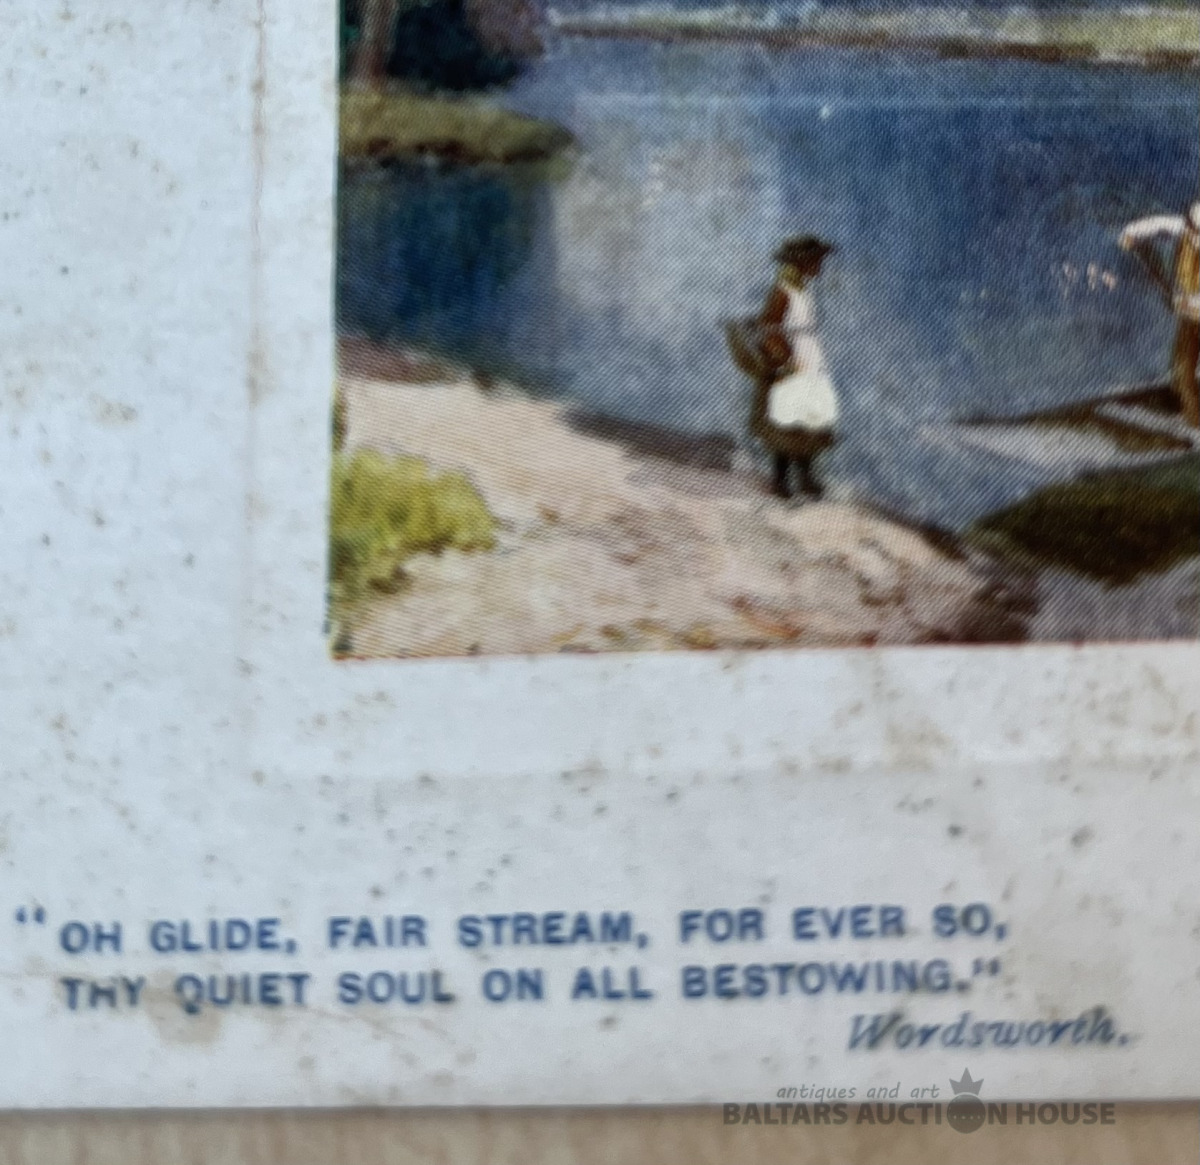 "OH GLIDE, FAIR STREAM, FOR EVER SO,
THY QUIET SOUL ON ALL BESTOWING."
Wordsworth.
antiques and art
BALTARS AUCTION HOUSE